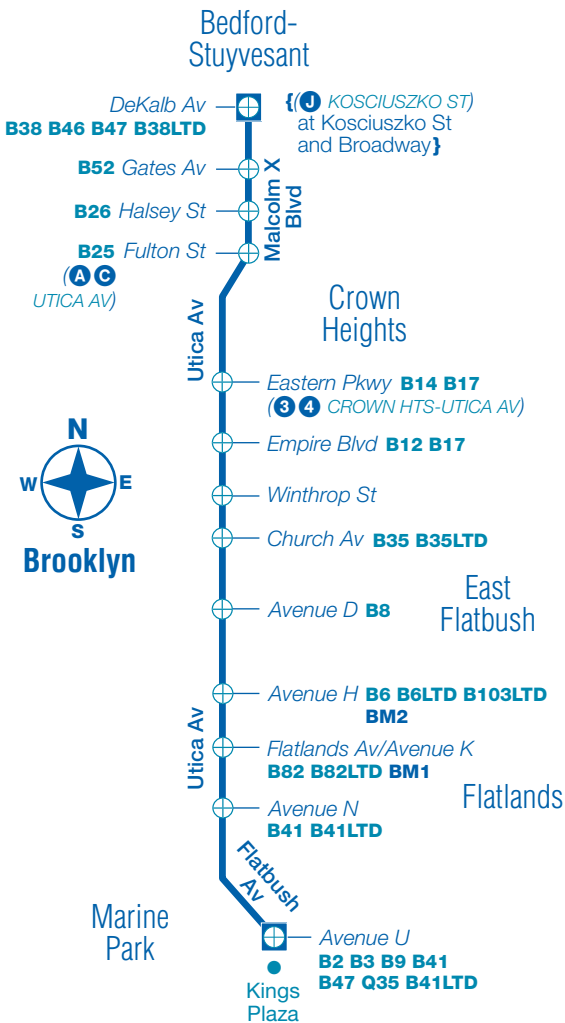 Bedford-
Stuyvesant
DeKalb Av
B38 B46 B47 B38LTD
{(J KOSCIUSZKO ST)
at Kosciuszko St
and Broadway}
B52 Gates Av
Malcolm X
Blvd
B26 Halsey St
B25 Fulton St
(A C
UTICA AV)
Utica Av
Crown
Heights
Eastern Pkwy B14 B17
(3 4 CROWN HTS-UTICA AV)
Empire Blvd B12 B17
N
W E
S
Brooklyn
Winthrop St
Church Av B35 B35LTD
East
Flatbush
Avenue D B8
Avenue H B6 B6LTD B103LTD
BM2
Utica Av
Flatlands Av/Avenue K
B82 B82LTD BM1
Flatlands
Avenue N
B41 B41LTD
Flatbush
Av
Marine
Park
Avenue U
B2 B3 B9 B41
B47 Q35 B41LTD
Kings
Plaza